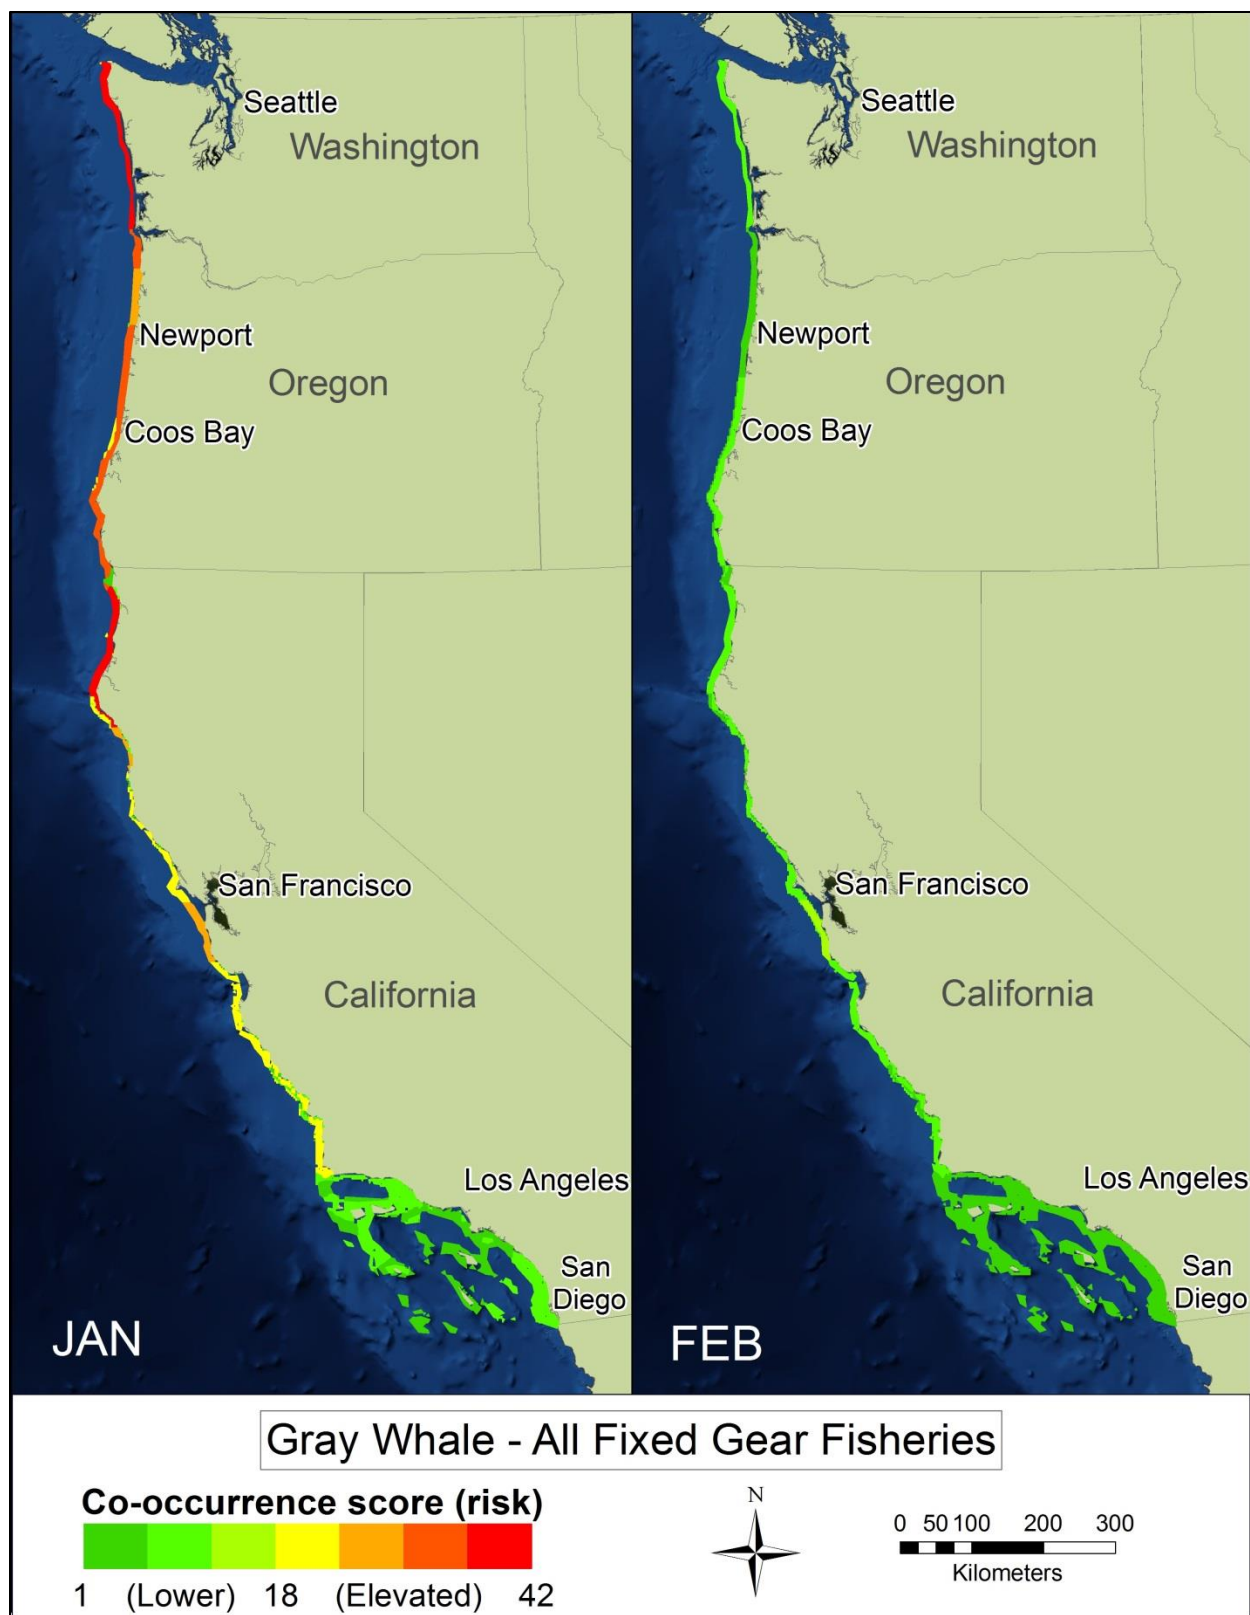 Seattle
Washington
Newport
Oregon
Coos Bay
San Francisco
California
Los Angeles
San
Diego
JAN
Seattle
Washington
Newport
Oregon
Coos Bay
San Francisco
California
Los Angeles
San
Diego
FEB
Gray Whale - All Fixed Gear Fisheries
Co-occurrence score (risk)
1 (Lower) 18 (Elevated) 42
N
0 50 100 200 300
Kilometers